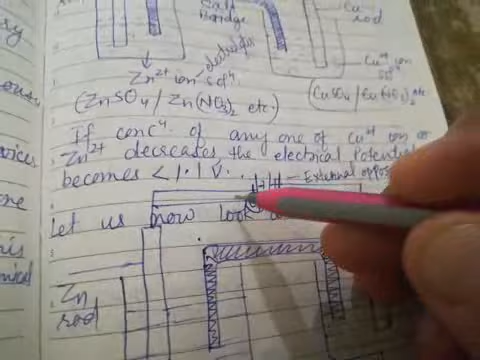 Salt
Bridge
Cu
rod
electrolyte
Zn²⁺ ion soln.
Cu²⁺ ion
(ZnSO4 / Zn(NO3)2 etc.)
(CuSO4 / Cu(NO3)2 etc
If concn. of any one of Cu²⁺ ion or
Zn²⁺ decreases the electrical Potential
becomes < 1.1 V.
External oppos
Let us now look
Zn
rod